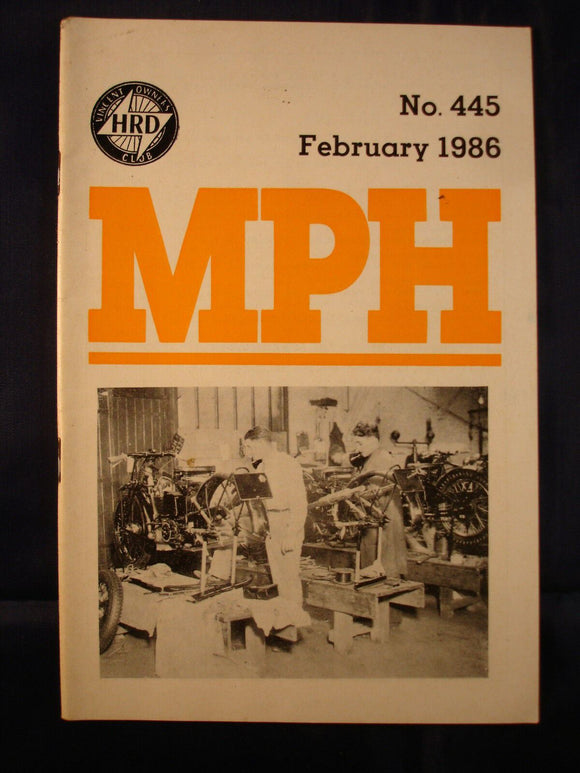 VINCENT OWNERS
HRD
CLUB
No. 445
February 1986
MPH